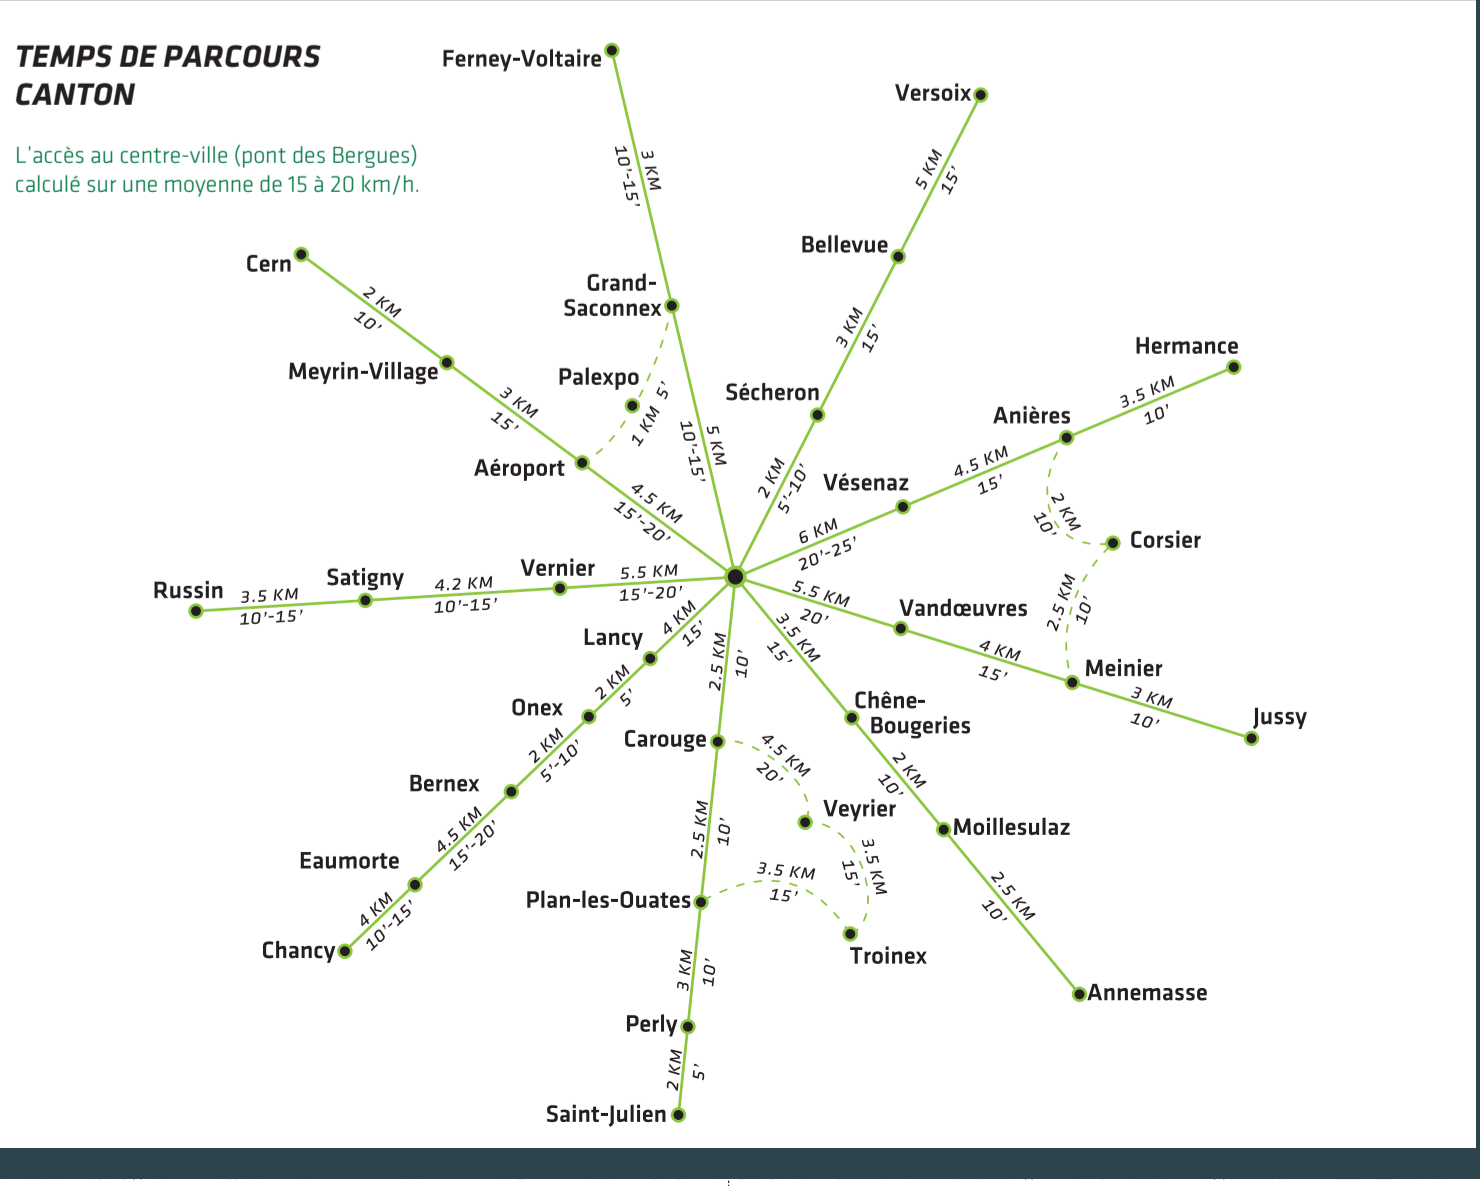 TEMPS DE PARCOURS
CANTON
L'accès au centre-ville (pont des Bergues)
calculé sur une moyenne de 15 à 20 km/h.
Ferney-Voltaire
3 KM
10'-15'
Grand-
Saconnex
5 KM
10'-15'
Versoix
5 KM
15'
Bellevue
3 KM
15'
Sécheron
2 KM
5'-10'
Cern
2 KM
10'
Meyrin-Village
3 KM
15'
Aéroport
4.5 KM
15'-20'
Palexpo
1 KM 5'
Hermance
3.5 KM
10'
Anières
4.5 KM
15'
Vésenaz
6 KM
20'-25'
2 KM
10'
Corsier
2.5 KM
10'
Russin
3.5 KM
10'-15'
Satigny
4.2 KM
10'-15'
Vernier
5.5 KM
15'-20'
5.5 KM
20'
Vandœuvres
4 KM
15'
Meinier
3 KM
10'
Jussy
Lancy
4 KM
15'
2 KM
5'
Onex
2 KM
5'-10'
Bernex
4.5 KM
15'-20'
Eaumorte
4 KM
10'-15'
Chancy
2.5 KM
10'
Carouge
2.5 KM
10'
Plan-les-Ouates
3 KM
10'
Perly
2 KM
5'
Saint-Julien
4.5 KM
20'
Veyrier
3.5 KM
15'
3.5 KM
15'
Troinex
3.5 KM
15'
Chêne-
Bougeries
2 KM
10'
Moillesulaz
2.5 KM
10'
Annemasse